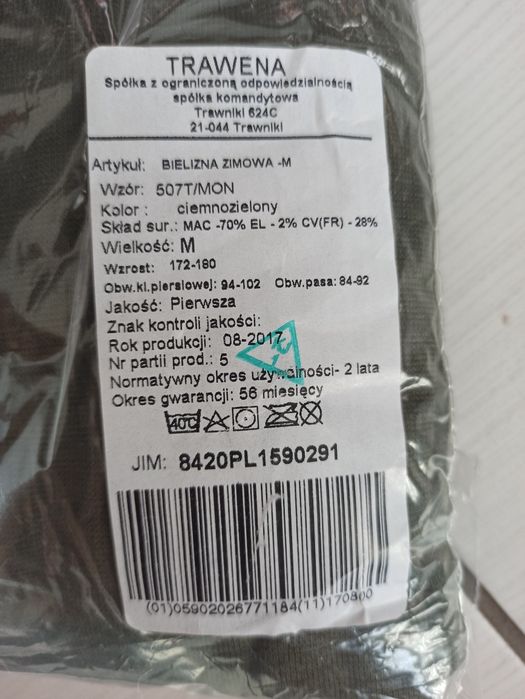 TRAWENA
Spółka z ograniczoną odpowiedzialnością
spółka komandytowa
Trawniki 624C
21-044 Trawniki
Artykuł: BIELIZNA ZIMOWA -M
Wzór: 507T/MON
Kolor : ciemnozielony
Skład sur.: MAC -70% EL - 2% CV(FR) - 28%
Wielkość: M
Wzrost: 172-180
Obw.kl.piersiowej: 94-102 Obw.pasa: 84-92
Jakość: Pierwsza
Znak kontroli jakości:
Rok produkcji: 08-2017
Nr partii prod.: 5
Normatywny okres używalności- 2 lata
Okres gwarancji: 56 miesięcy
40C
JIM: 8420PL1590291
(01)05902026771184(11)170800